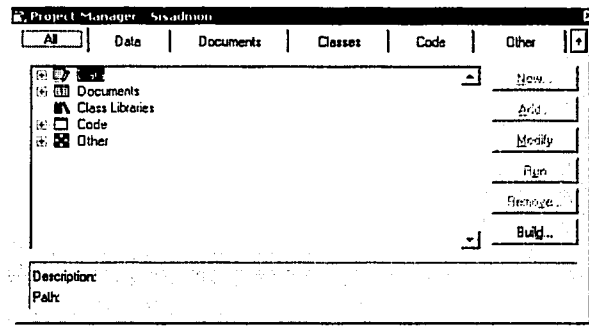 Project Manager - Sisadmon
All Data Documents Classes Code Other
Data
Documents
Class Libraries
Code
Other
New...
Add...
Modify
Run
Remove...
Build...
Description:
Path: